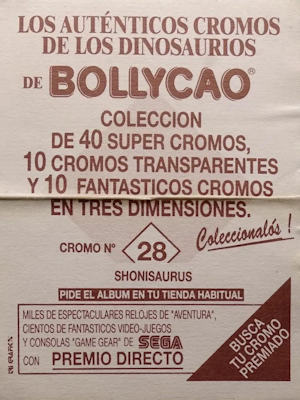 LOS AUTÉNTICOS CROMOS
DE LOS DINOSAURIOS
DE BOLLYCAO®
COLECCION
DE 40 SUPER CROMOS,
10 CROMOS TRANSPARENTES
Y 10 FANTASTICOS CROMOS
EN TRES DIMENSIONES.
Coleccionalós!
CROMO Nº 28
SHONISAURUS
PIDE EL ALBUM EN TU TIENDA HABITUAL
MILES DE ESPECTACULARES RELOJES DE "AVENTURA",
CIENTOS DE FANTASTICOS VIDEO-JUEGOS
Y CONSOLAS "GAME GEAR" DE SEGA
CON PREMIO DIRECTO
BUSCA
TU CROMO
PREMIADO